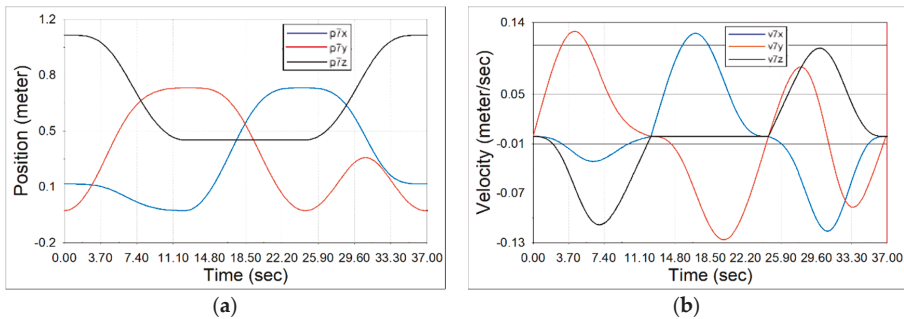 1.2
0.8
0.5
0.1
-0.2
Position (meter)
p7x
p7y
p7z
0.00 3.70 7.40 11.10 14.80 18.50 22.20 25.90 29.60 33.30 37.00
Time (sec)
(a)
0.14
0.05
-0.01
-0.07
-0.13
Velocity (meter/sec)
v7x
v7y
v7z
0.00 3.70 7.40 11.10 14.80 18.50 22.20 25.90 29.60 33.30 37.00
Time (sec)
(b)